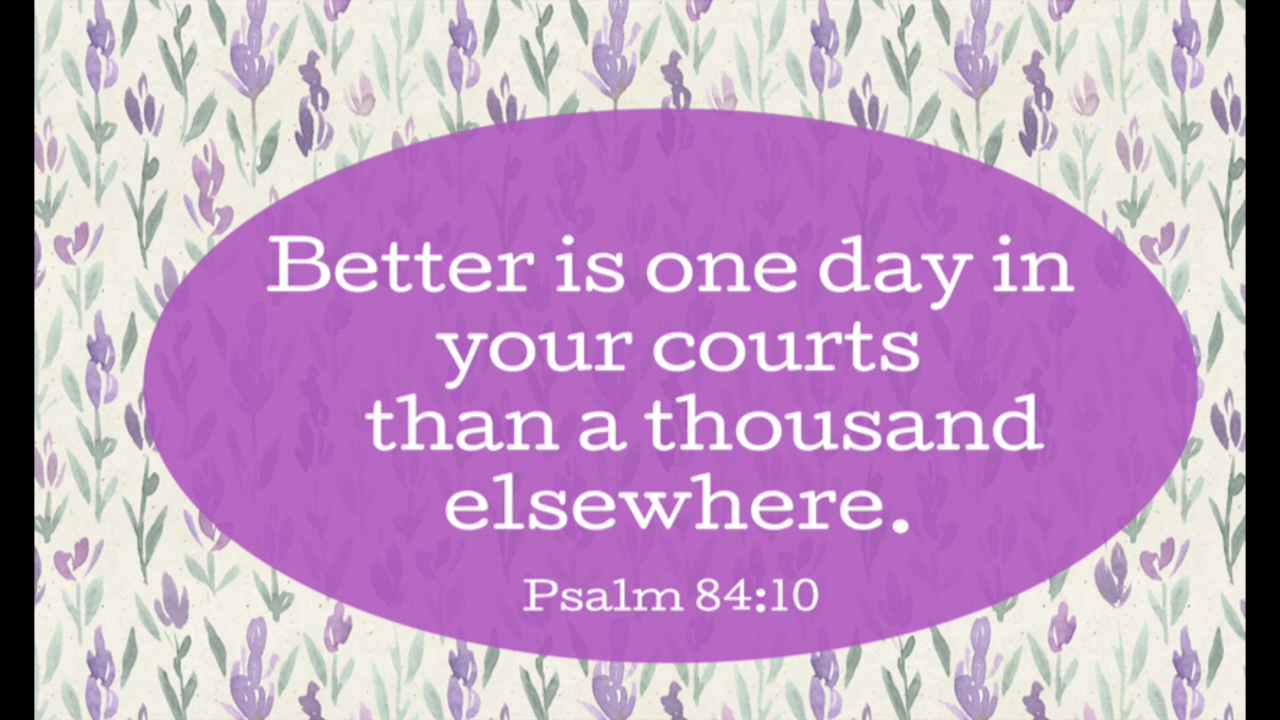 Better is one day in
your courts
than a thousand
elsewhere.
Psalm 84:10